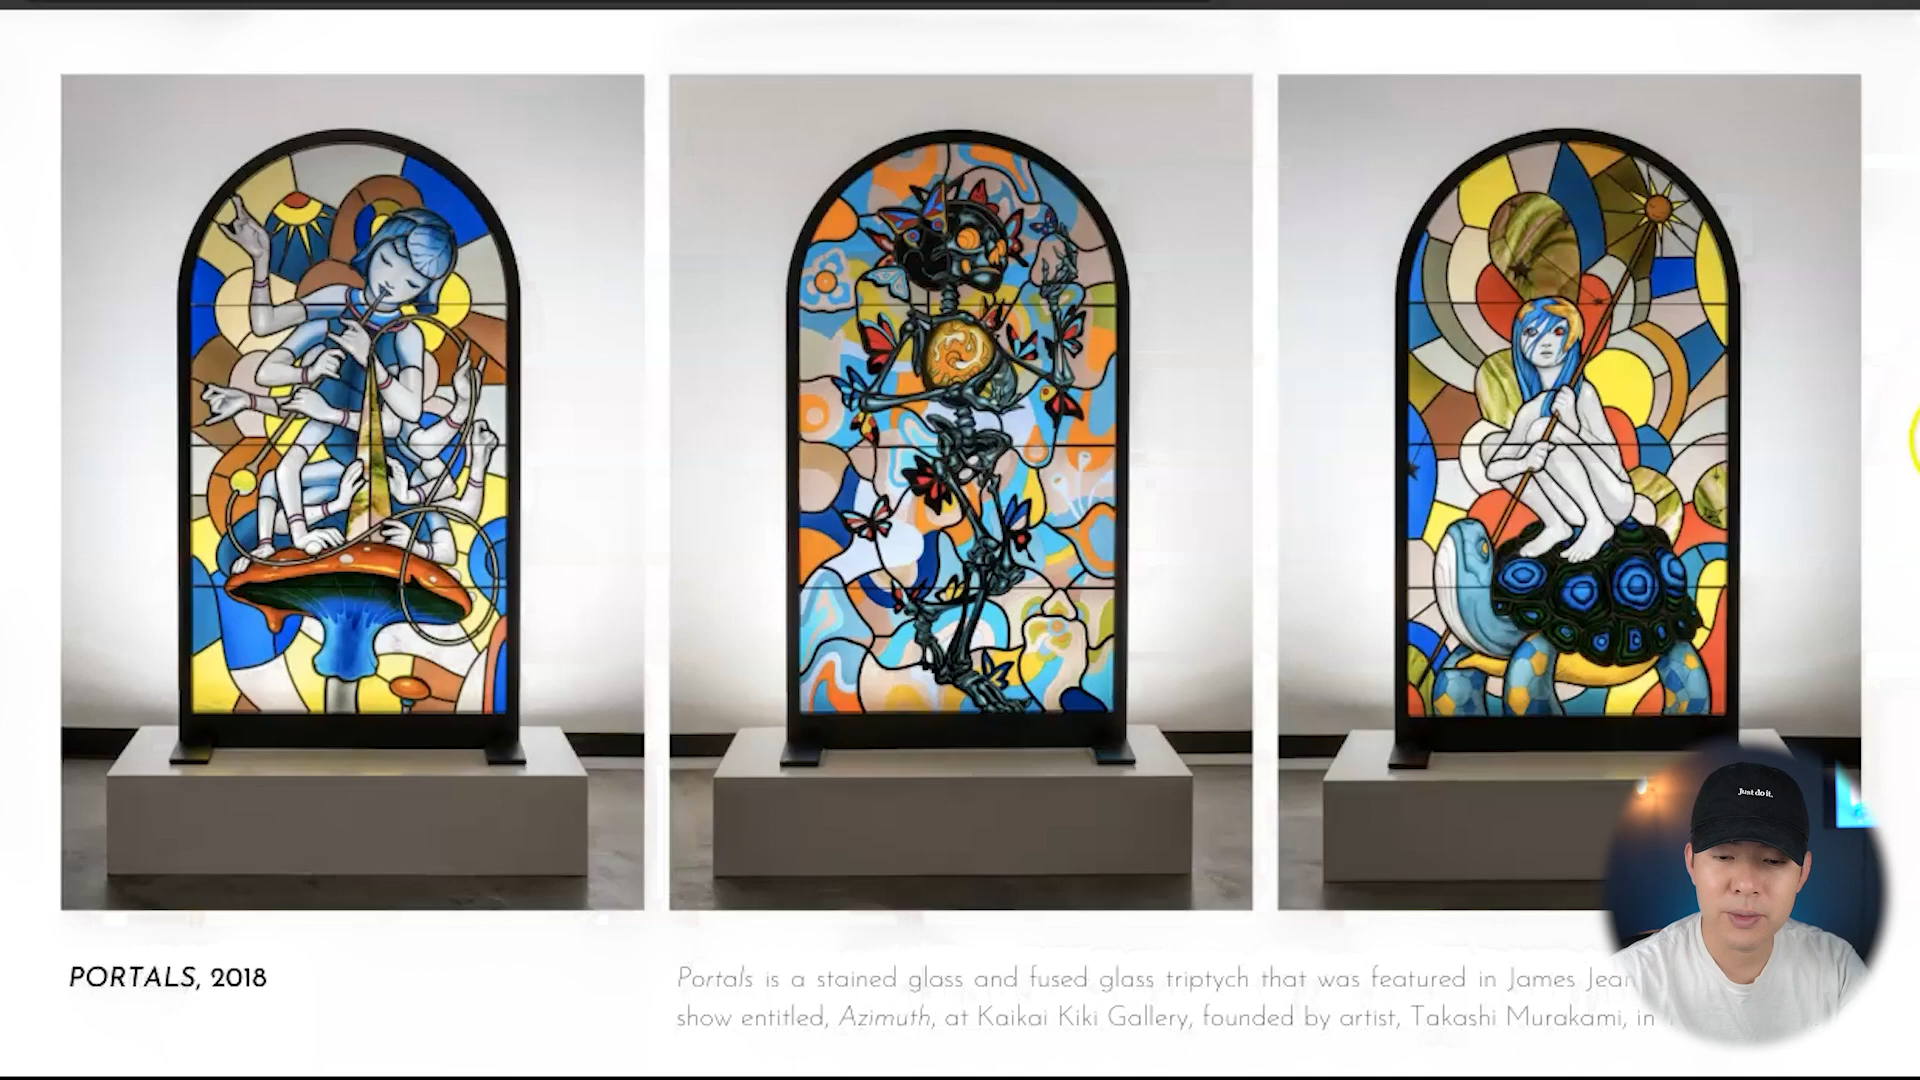 Just do it.
PORTALS, 2018
Portals is a stained glass and fused glass triptych that was featured in James Jean
show entitled, Azimuth, at Kaikai Kiki Gallery, founded by artist, Takashi Murakami, in